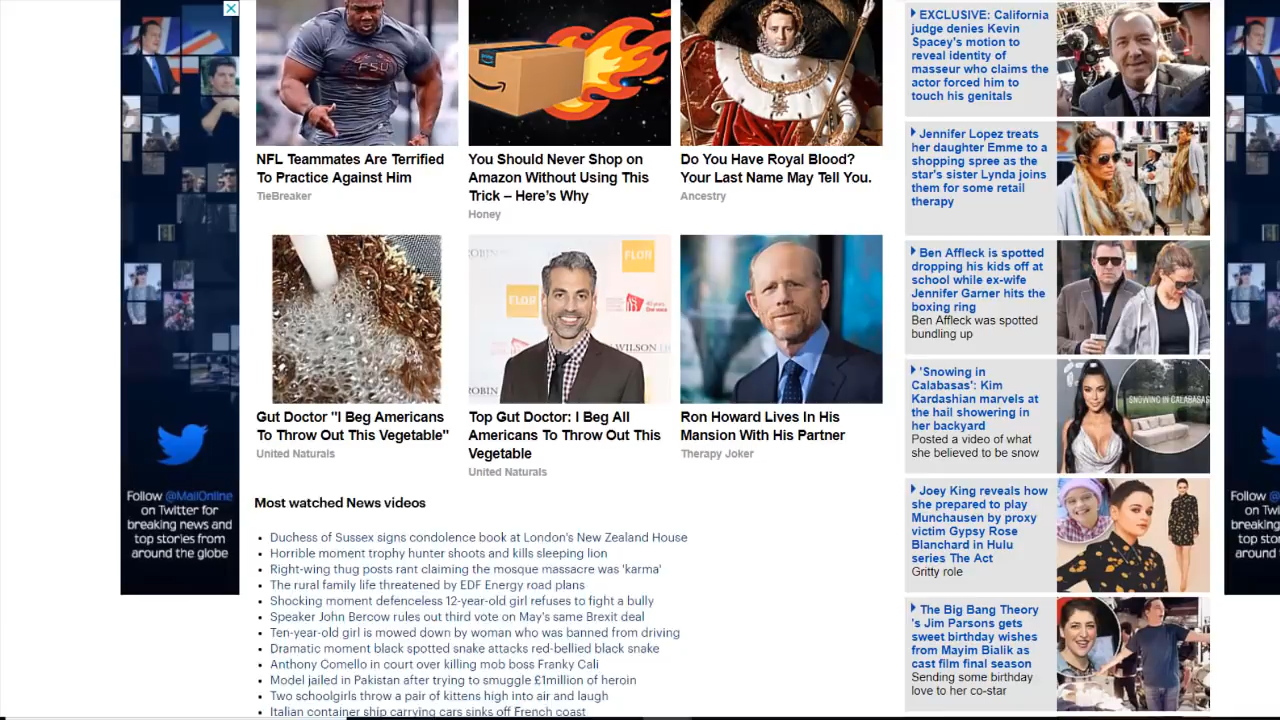 FSU
NFL Teammates Are Terrified
To Practice Against Him
TieBreaker
You Should Never Shop on
Amazon Without Using This
Trick – Here's Why
Honey
Do You Have Royal Blood?
Your Last Name May Tell You.
Ancestry
FLOR
FLOR
WILSON
Gut Doctor "I Beg Americans
To Throw Out This Vegetable"
United Naturals
Top Gut Doctor: I Beg All
Americans To Throw Out This
Vegetable
United Naturals
Ron Howard Lives In His
Mansion With His Partner
Therapy Joker
Most watched News videos
Duchess of Sussex signs condolence book at London's New Zealand House
Horrible moment trophy hunter shoots and kills sleeping lion
Right-wing thug posts rant claiming the mosque massacre was 'karma'
The rural family life threatened by EDF Energy road plans
Shocking moment defenceless 12-year-old girl refuses to fight a bully
Speaker John Bercow rules out third vote on May's same Brexit deal
Ten-year-old girl is mowed down by woman who was banned from driving
Dramatic moment black spotted snake attacks red-bellied black snake
Anthony Comello in court over killing mob boss Franky Cali
Model jailed in Pakistan after trying to smuggle £1million of heroin
Two schoolgirls throw a pair of kittens high into air and laugh
Italian container ship carrying cars sinks off French coast
Follow @MailOnline
on Twitter for
breaking news and
top stories from
around the globe
EXCLUSIVE: California
judge denies Kevin
Spacey's motion to
reveal identity of
masseur who claims the
actor forced him to
touch his genitals
Jennifer Lopez treats
her daughter Emme to a
shopping spree as the
star's sister Lynda joins
them for some retail
therapy
Ben Affleck is spotted
dropping his kids off at
school while ex-wife
Jennifer Garner hits the
boxing ring
Ben Affleck was spotted
bundling up
'Snowing in
Calabasas': Kim
Kardashian marvels at
the hail showering in
her backyard
Posted a video of what
she believed to be snow
SNOWING IN CALABASAS
Joey King reveals how
she prepared to play
Munchausen by proxy
victim Gypsy Rose
Blanchard in Hulu
series The Act
Gritty role
The Big Bang Theory
's Jim Parsons gets
sweet birthday wishes
from Mayim Bialik as
cast film final season
Sending some birthday
love to her co-star
Follow
on Tw
breaking
top sto
around